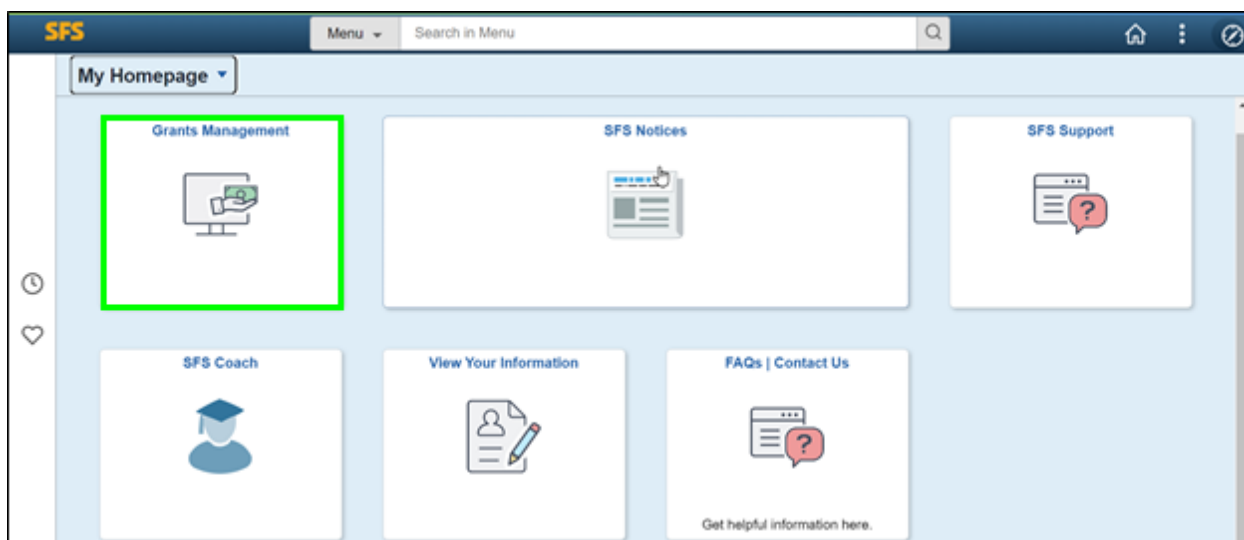 SFS
Menu
Search in Menu
My Homepage
Grants Management
SFS Notices
SFS Support
?
SFS Coach
View Your Information
FAQs | Contact Us
?
Get helpful information here.